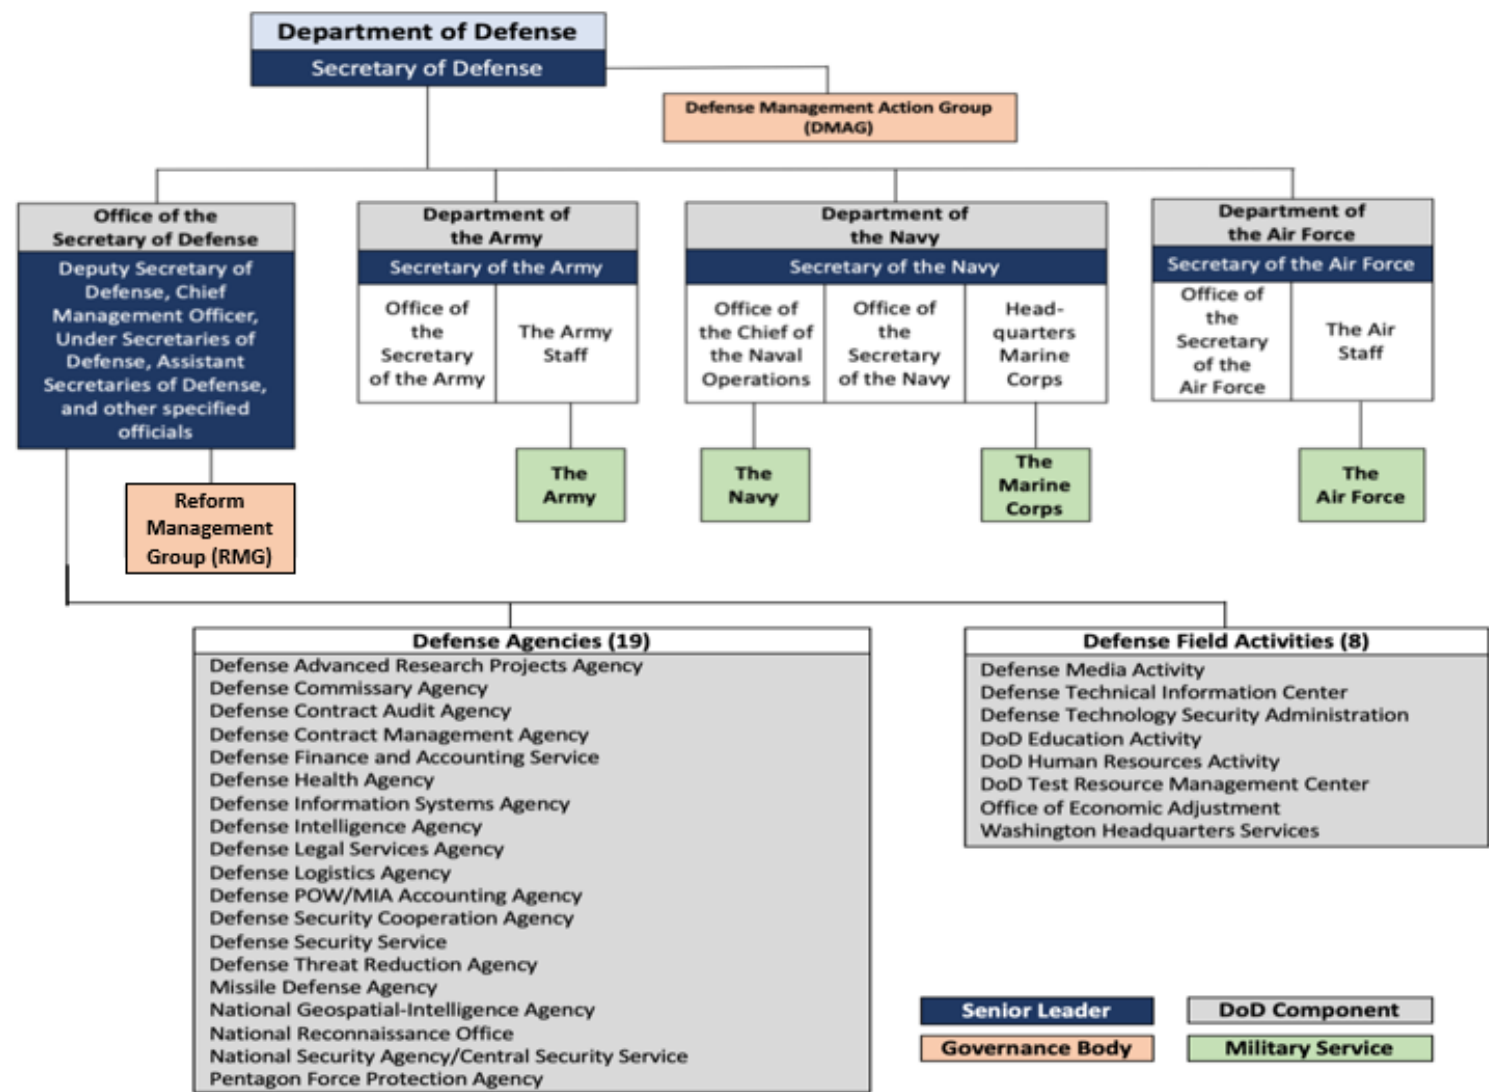 Department of Defense
Secretary of Defense
Defense Management Action Group
(DMAG)
Office of the
Secretary of Defense
Deputy Secretary of
Defense, Chief
Management Officer,
Under Secretaries of
Defense, Assistant
Secretaries of Defense,
and other specified
officials
Reform
Management
Group (RMG)
Department of
the Army
Secretary of the Army
Office of
the
Secretary
of the Army
The Army
Staff
The
Army
Department of
the Navy
Secretary of the Navy
Office of
the Chief of
the Naval
Operations
Office of
the
Secretary
of the Navy
Head-
quarters
Marine
Corps
The
Navy
The
Marine
Corps
Department of
the Air Force
Secretary of the Air Force
Office of
the
Secretary
of the
Air Force
The Air
Staff
The
Air Force
Defense Agencies (19)
Defense Advanced Research Projects Agency
Defense Commissary Agency
Defense Contract Audit Agency
Defense Contract Management Agency
Defense Finance and Accounting Service
Defense Health Agency
Defense Information Systems Agency
Defense Intelligence Agency
Defense Legal Services Agency
Defense Logistics Agency
Defense POW/MIA Accounting Agency
Defense Security Cooperation Agency
Defense Security Service
Defense Threat Reduction Agency
Missile Defense Agency
National Geospatial-Intelligence Agency
National Reconnaissance Office
National Security Agency/Central Security Service
Pentagon Force Protection Agency
Defense Field Activities (8)
Defense Media Activity
Defense Technical Information Center
Defense Technology Security Administration
DoD Education Activity
DoD Human Resources Activity
DoD Test Resource Management Center
Office of Economic Adjustment
Washington Headquarters Services
Senior Leader
DoD Component
Governance Body
Military Service